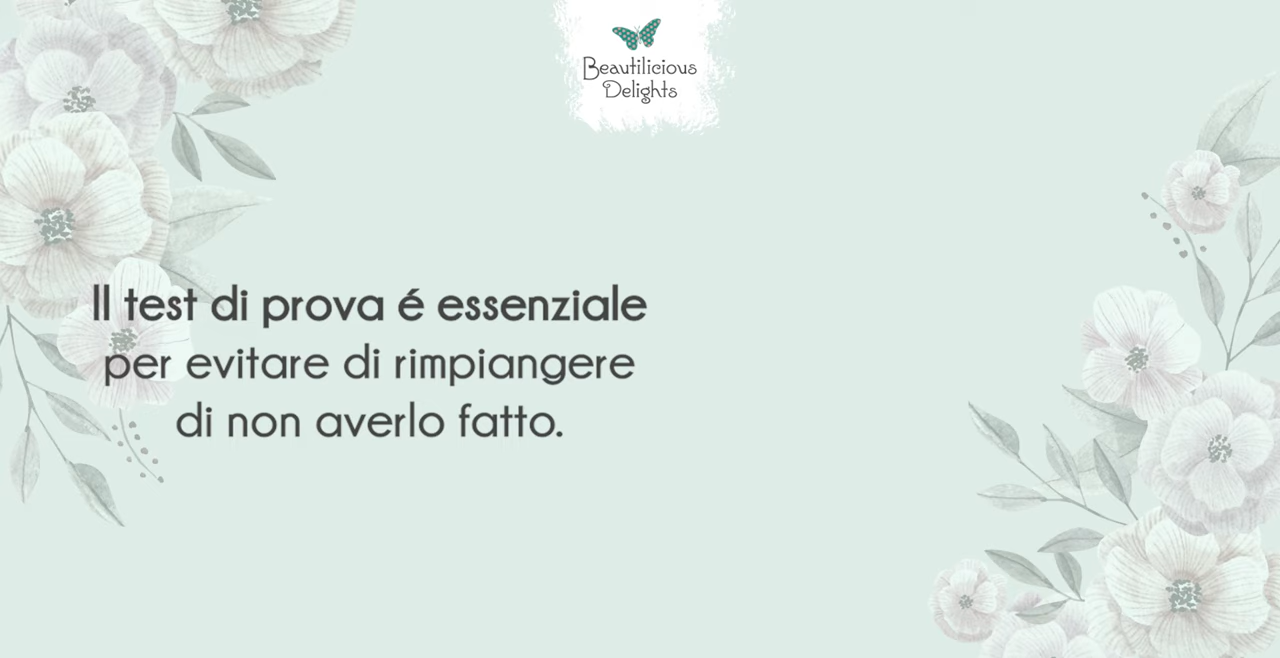 Beautilicious
Delights
Il test di prova é essenziale
per evitare di rimpiangere
di non averlo fatto.